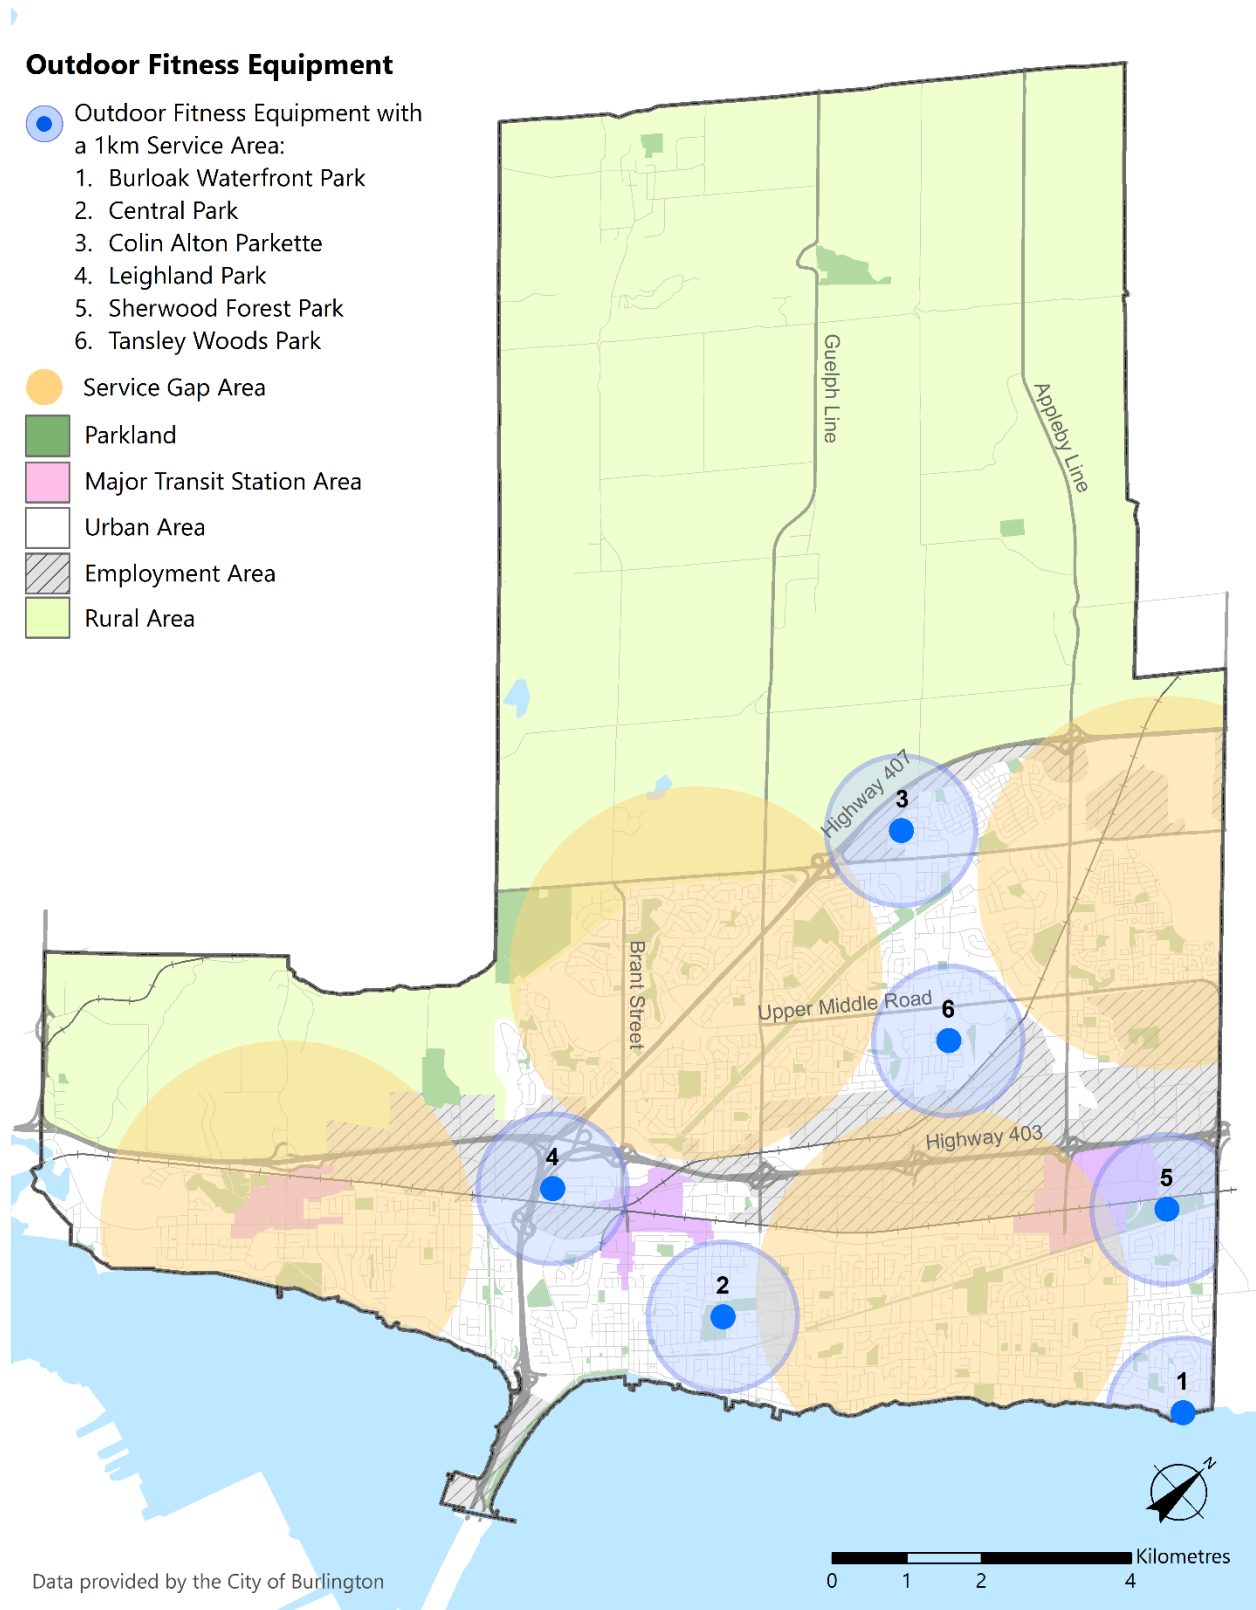 Outdoor Fitness Equipment
Outdoor Fitness Equipment with
a 1km Service Area:
1. Burloak Waterfront Park
2. Central Park
3. Colin Alton Parkette
4. Leighland Park
5. Sherwood Forest Park
6. Tansley Woods Park
Service Gap Area
Parkland
Major Transit Station Area
Urban Area
Employment Area
Rural Area
Guelph Line
Appleby Line
Highway 407
3
Brant Street
Upper Middle Road
6
Highway 403
4
5
2
1
N
Kilometres
0 1 2 4
Data provided by the City of Burlington